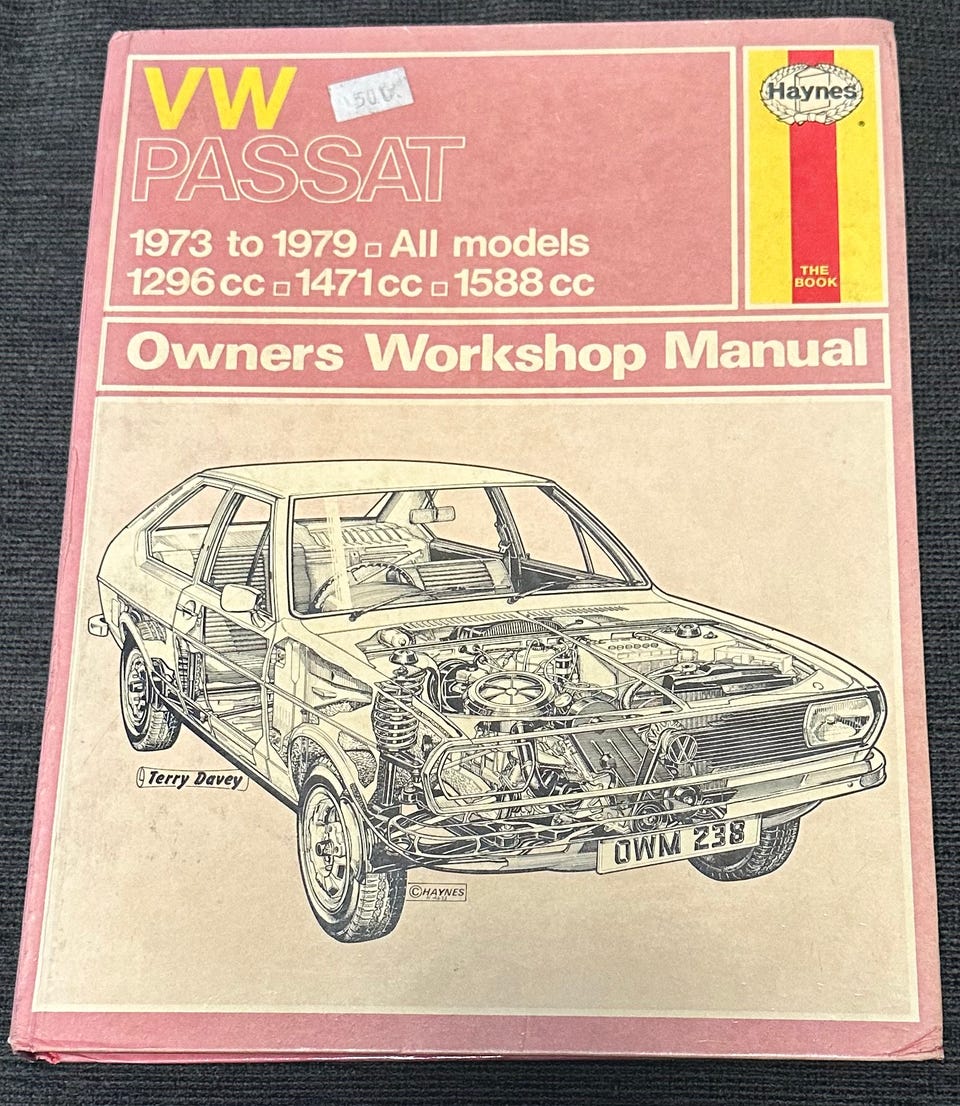 VW
PASSAT
1973 to 1979 □ All models
1296 cc □ 1471 cc □ 1588 cc
Haynes
®
THE
BOOK
Owners Workshop Manual
Terry Davey
OWM 238
© HAYNES